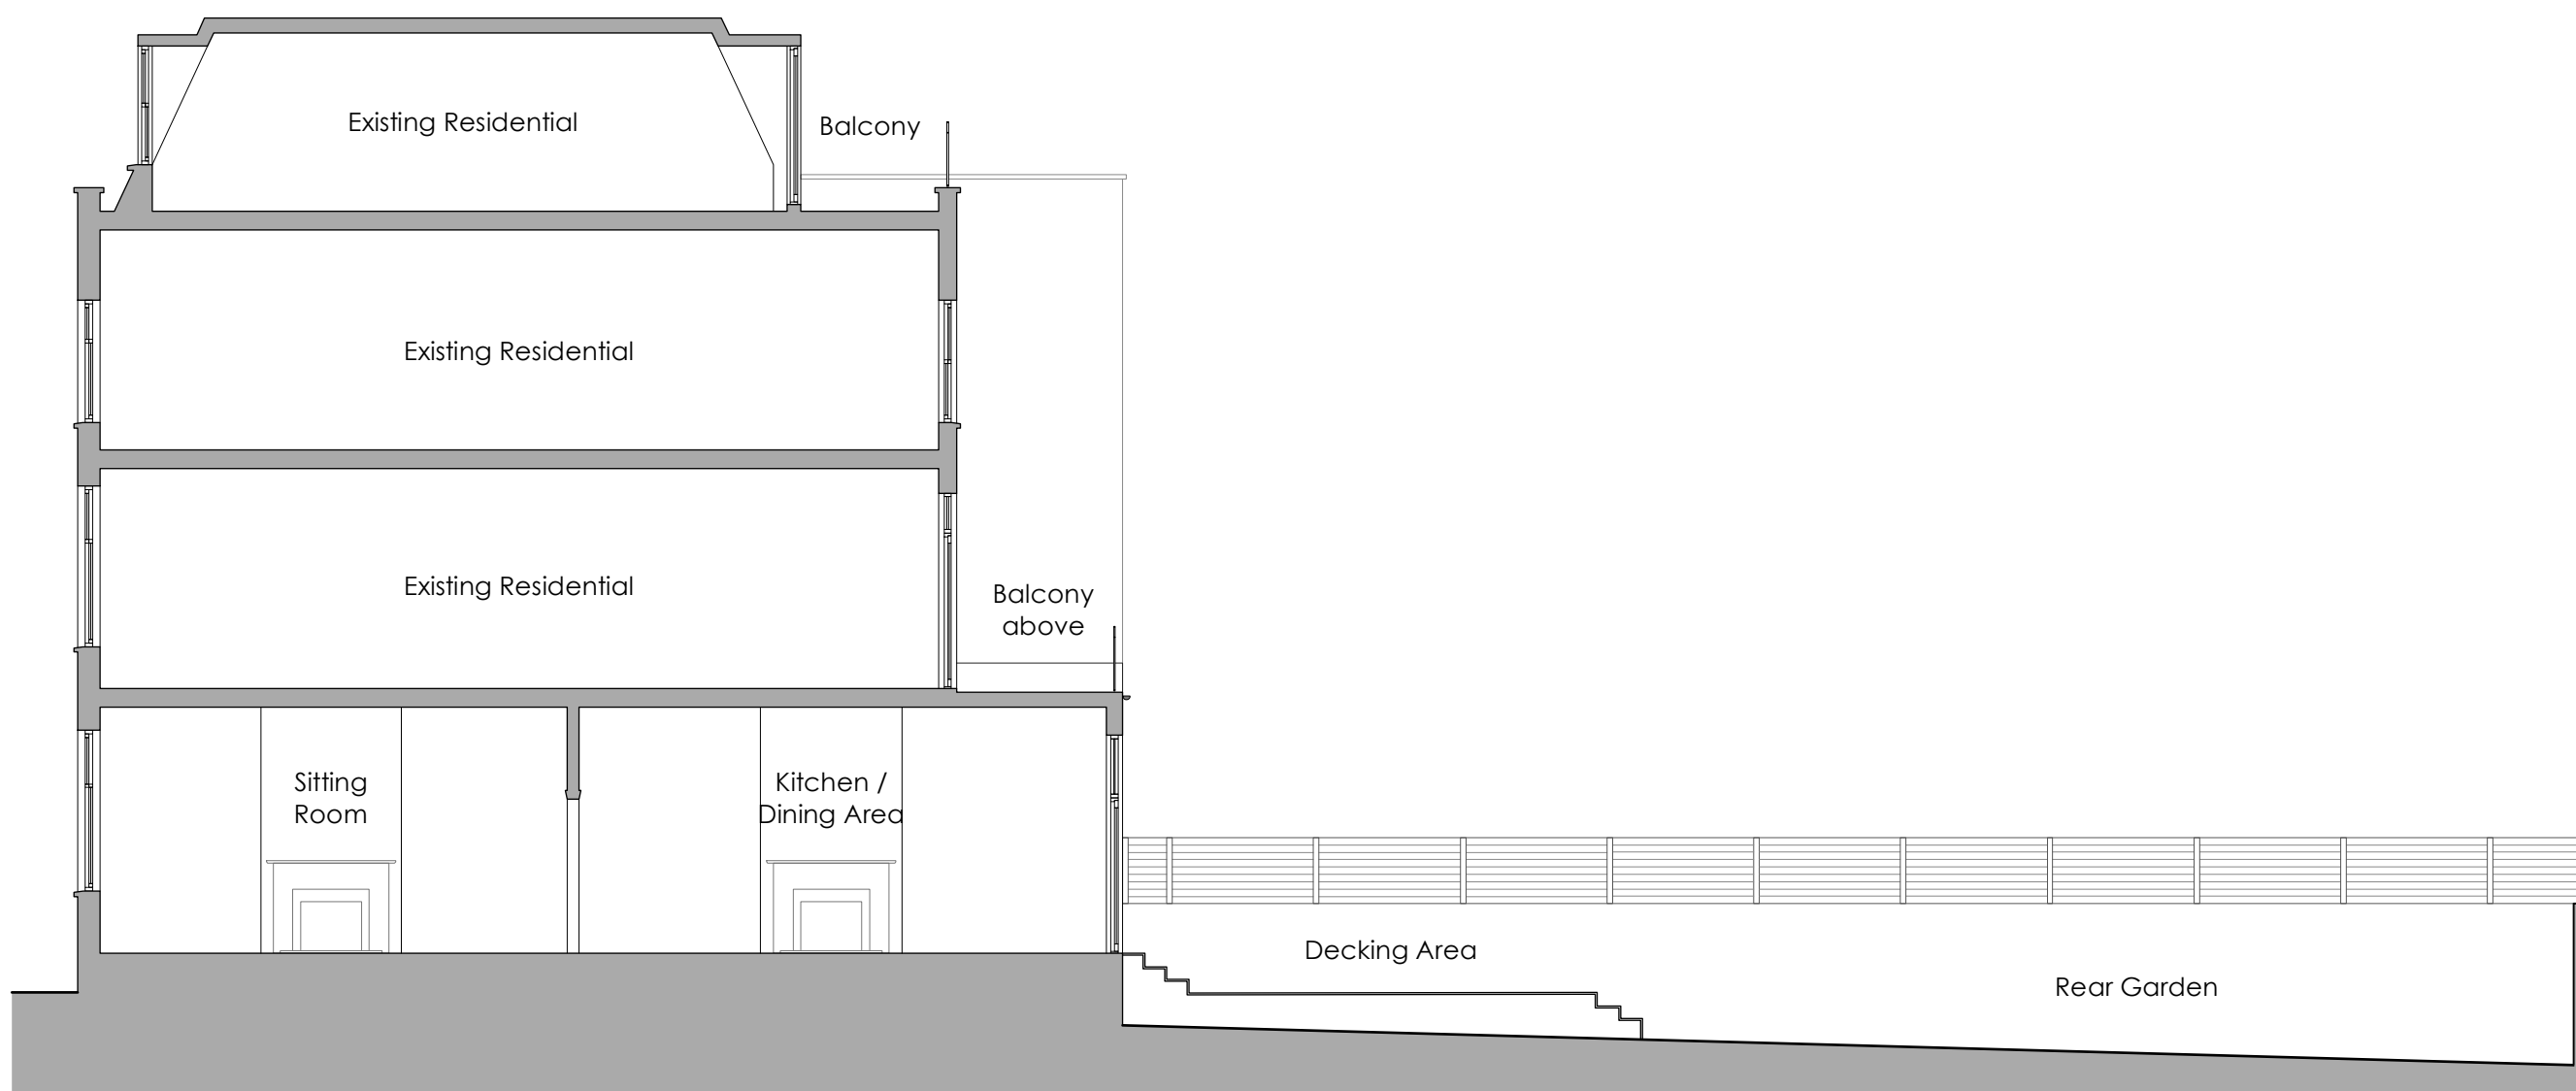 Existing Residential
Balcony
Existing Residential
Existing Residential
Balcony
above
Sitting
Room
Kitchen /
Dining Area
Decking Area
Rear Garden